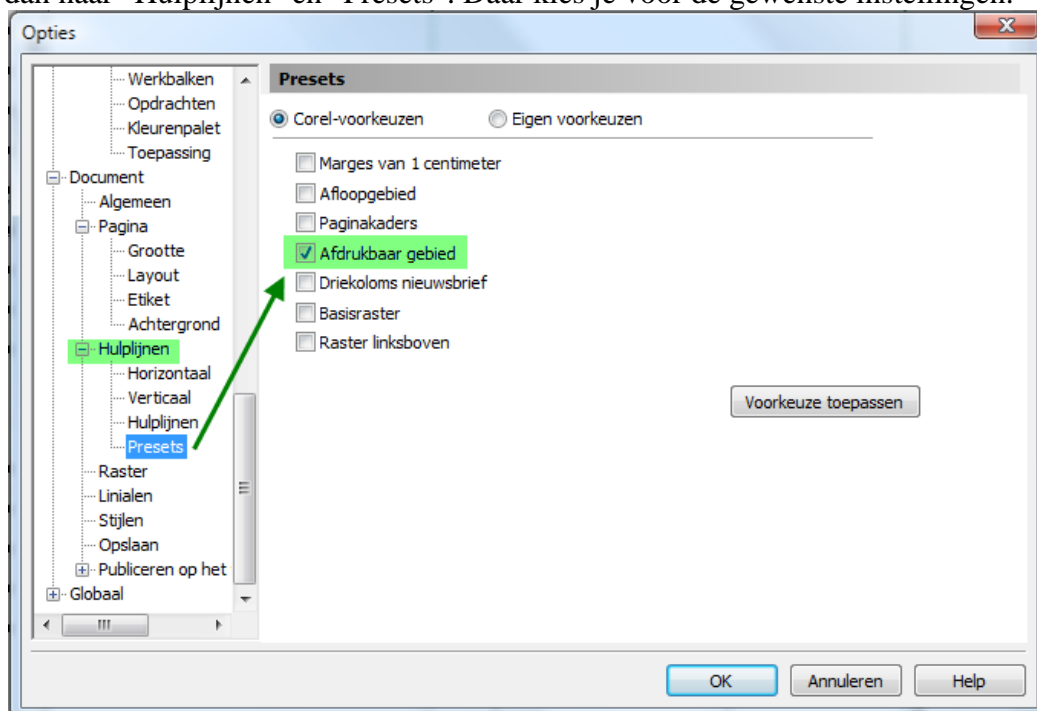 dan naar "Hulplijnen" en "Presets". Daar kies je voor de gewenste instellingen.
Opties
Werkbalken
Opdrachten
Kleurenpalet
Toepassing
Document
Algemeen
Pagina
Grootte
Layout
Etiket
Achtergrond
Hulplijnen
Horizontaal
Verticaal
Hulplijnen
Presets
Raster
Linialen
Stijlen
Opslaan
Publiceren op het
Globaal
Presets
Corel-voorkeuzen
Eigen voorkeuzen
Marges van 1 centimeter
Afloopgebied
Paginakaders
Afdrukbaar gebied
Driekoloms nieuwsbrief
Basisraster
Raster linksboven
Voorkeuze toepassen
OK
Annuleren
Help